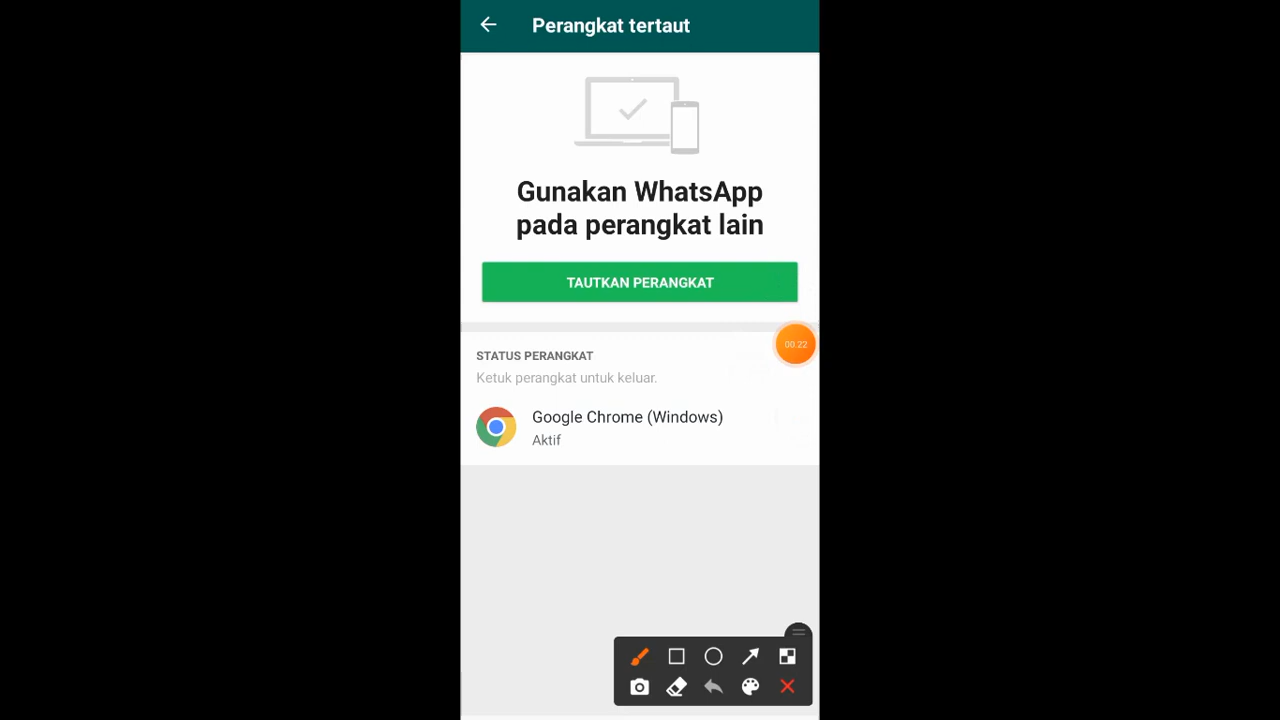 Perangkat tertaut
Gunakan WhatsApp
pada perangkat lain
TAUTKAN PERANGKAT
00:22
STATUS PERANGKAT
Ketuk perangkat untuk keluar.
Google Chrome (Windows)
Aktif